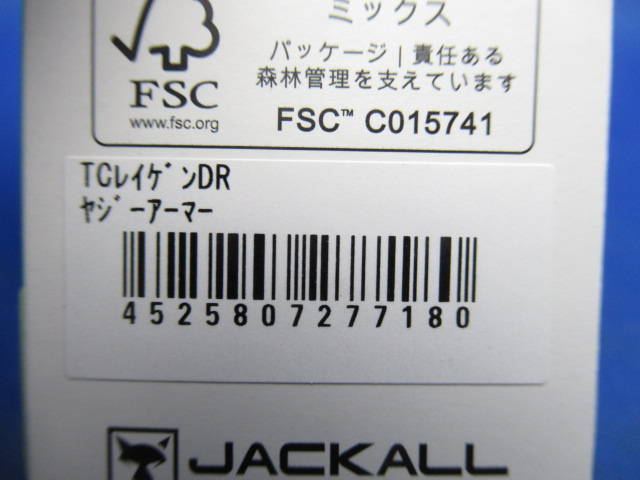 ミックス
パッケージ | 責任ある
森林管理を支えています
FSC
www.fsc.org
FSC™ C015741
TCﾚｲｹﾞﾝDR
ﾔｼﾞｰｱｰﾏｰ
4525807277180
JACKALL